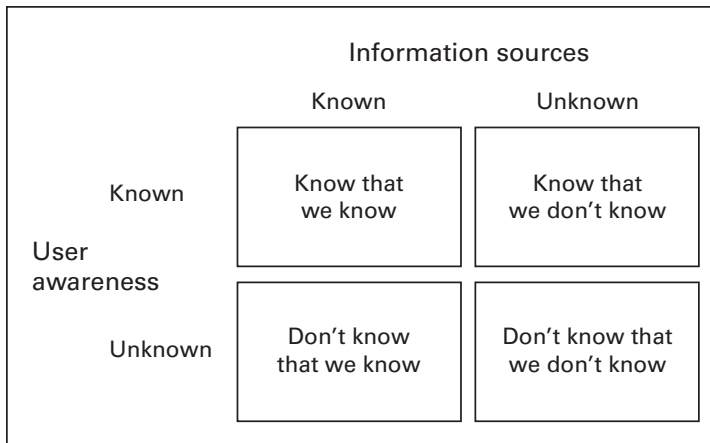 Information sources
Known Unknown
Known
Know that
we know
Know that
we don't know
User
awareness
Unknown
Don't know
that we know
Don't know that
we don't know